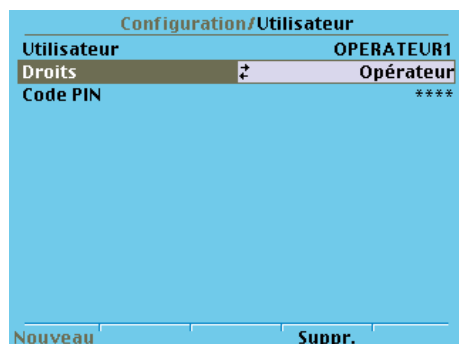 Configuration/Utilisateur
Utilisateur OPERATEUR1
Droits Opérateur
Code PIN ****
Nouveau Suppr.